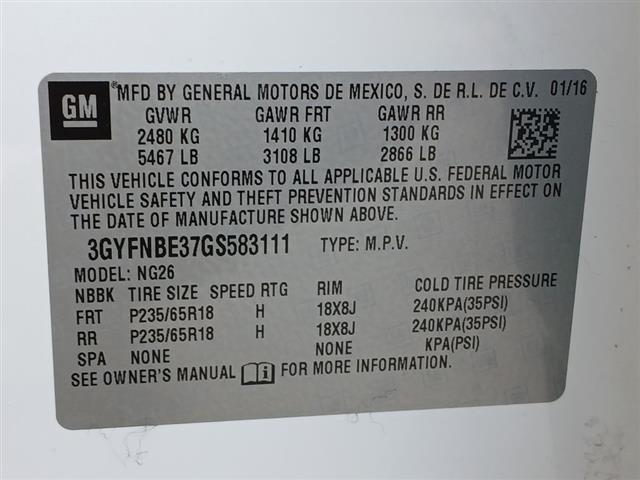 GM ®MFD BY GENERAL MOTORS DE MEXICO, S. DE R.L. DE C.V. 01/16
GVWR GAWR FRT GAWR RR
2480 KG 1410 KG 1300 KG
5467 LB 3108 LB 2866 LB
THIS VEHICLE CONFORMS TO ALL APPLICABLE U.S. FEDERAL MOTOR
VEHICLE SAFETY AND THEFT PREVENTION STANDARDS IN EFFECT ON
THE DATE OF MANUFACTURE SHOWN ABOVE.
3GYFNBE37GS583111 TYPE: M.P.V.
MODEL: NG26
NBBK TIRE SIZE SPEED RTG RIM COLD TIRE PRESSURE
FRT P235/65R18 H 18X8J 240KPA(35PSI)
RR P235/65R18 H 18X8J 240KPA(35PSI)
SPA NONE NONE KPA(PSI)
SEE OWNER'S MANUAL i FOR MORE INFORMATION.